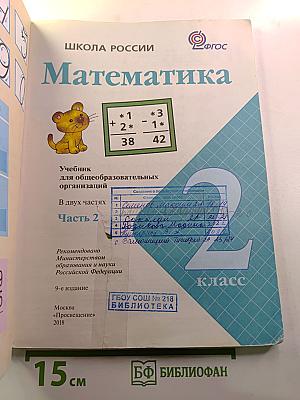 ШКОЛА РОССИИ
ФГОС
Математика
+ *1 2* 38
- *3 1* 42
Учебник
для общеобразовательных
организаций
В двух частях
Часть 2
2
класс
Рекомендовано
Министерством
образования и науки
Российской Федерации
9-е издание
Москва
«Просвещение»
2018
ГБОУ СОШ № 218
БИБЛИОТЕКА
15 см
БФ БИБЛИОФАН